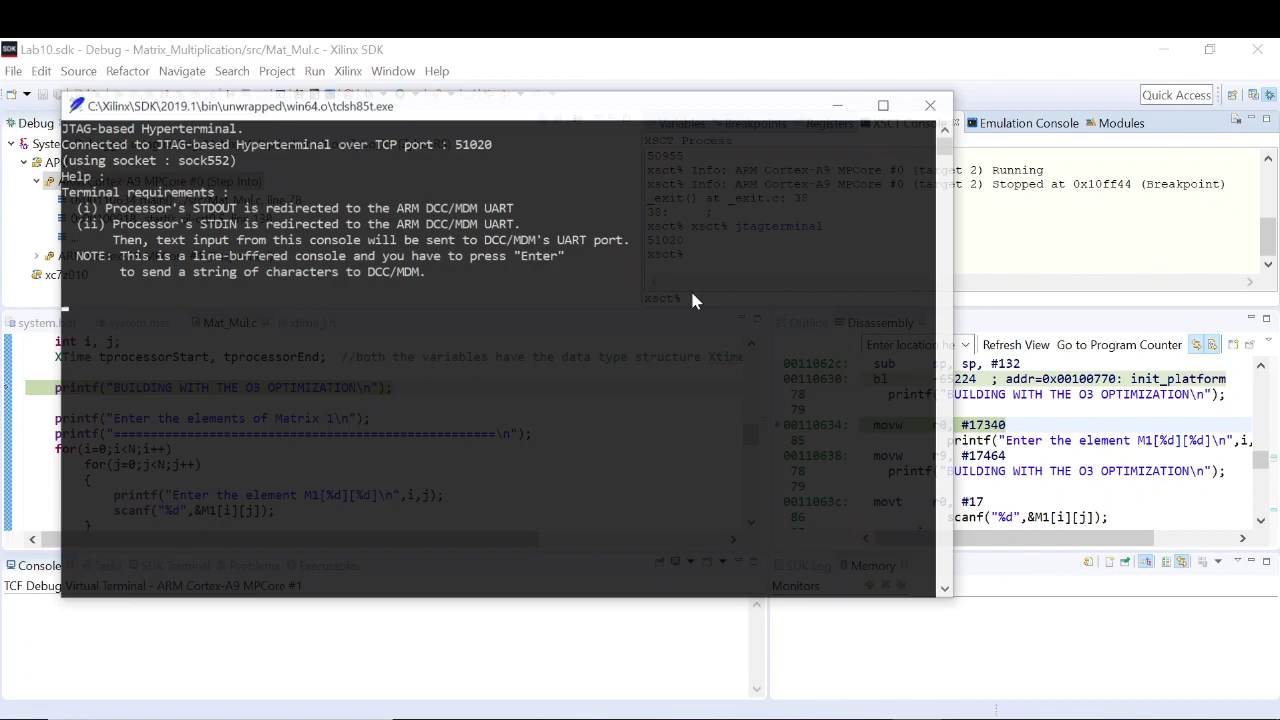 Lab10.sdk - Debug - Matrix_Multiplication/src/Mat_Mul.c - Xilinx SDK
File Edit Source Refactor Navigate Search Project Run Xilinx Window Help
Quick Access
C:\Xilinx\SDK\2019.1\bin\unwrapped\win64.o\tclsh85t.exe
JTAG-based Hyperterminal.
Connected to JTAG-based Hyperterminal over TCP port : 51020
(using socket : sock552)
Help :
Terminal requirements :
(i) Processor's STDOUT is redirected to the ARM DCC/MDM UART
(ii) Processor's STDIN is redirected to the ARM DCC/MDM UART.
Then, text input from this console will be sent to DCC/MDM's UART port.
NOTE: This is a line-buffered console and you have to press "Enter"
to send a string of characters to DCC/MDM.
Debug
xc7z010
Variables Breakpoints Registers XSCT Console Emulation Console Modules
XSCT Process
50955
xsct% Info: ARM Cortex-A9 MPCore #0 (target 2) Running
xsct% Info: ARM Cortex-A9 MPCore #0 (target 2) Stopped at 0x10ff44 (Breakpoint)
_exit() at _exit.c: 38
38: ;
xsct% xsct% jtagterminal
51020
xsct%
xsct%
system.hdf system.mss Mat_Mul.c xtime_l.h
int i, j;
XTime tprocessorStart, tprocessorEnd; //both the variables have the data type structure Xtime
printf("BUILDING WITH THE O3 OPTIMIZATION\n");
printf("Enter the elements of Matrix 1\n");
printf("====================================================\n");
for(i=0;i<N;i++)
for(j=0;j<N;j++)
{
printf("Enter the element M1[%d][%d]\n",i,j);
scanf("%d",&M1[i][j]);
}
Outline Disassembly
Enter location he Refresh View Go to Program Counter
0011062c: sub sp, sp, #132
00110630: bl -65224 ; addr=0x00100770: init_platform
78 printf("BUILDING WITH THE O3 OPTIMIZATION\n");
79
00110634: movw r0, #17340
85 printf("Enter the element M1[%d][%d]\n",i,
00110638: movw r9, #17464
78 printf("BUILDING WITH THE O3 OPTIMIZATION\n");
79
0011063c: movt r0, #17
86 scanf("%d",&M1[i][j]);
Console Tasks SDK Terminal Problems Executables
TCF Debug Virtual Terminal - ARM Cortex-A9 MPCore #1
SDK Log Memory
Monitors